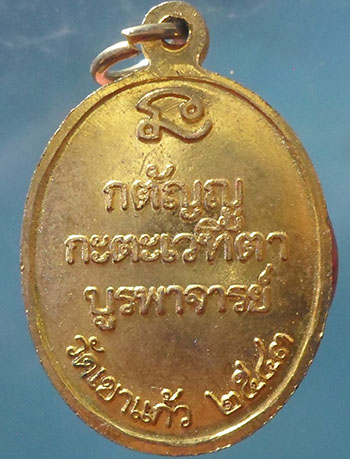 กตัญญู
กะตะเวทิตา
บูรพาจารย์
วัดเขาแก้ว ๒๕๔๓